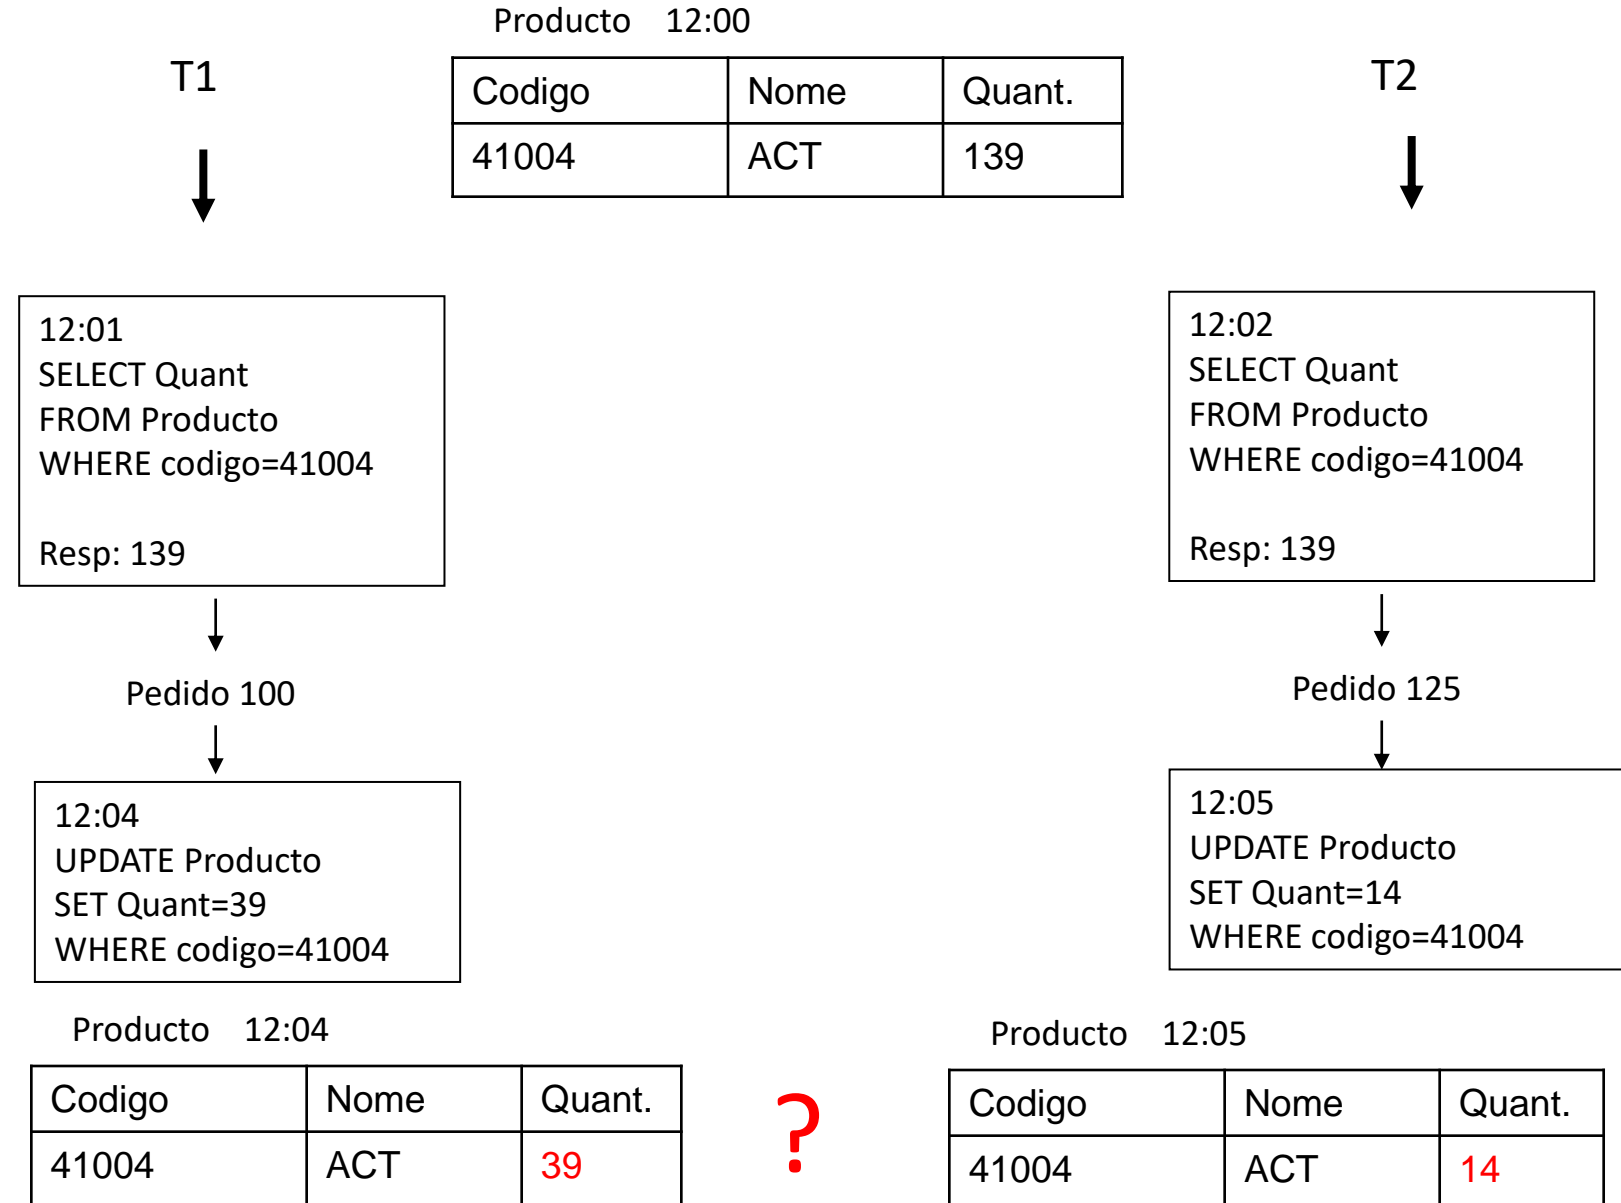 Producto 12:00
T1
Codigo Nome Quant.
41004 ACT 139
T2
12:01
SELECT Quant
FROM Producto
WHERE codigo=41004
Resp: 139
Pedido 100
12:04
UPDATE Producto
SET Quant=39
WHERE codigo=41004
Producto 12:04
Codigo Nome Quant.
41004 ACT 39
?
12:02
SELECT Quant
FROM Producto
WHERE codigo=41004
Resp: 139
Pedido 125
12:05
UPDATE Producto
SET Quant=14
WHERE codigo=41004
Producto 12:05
Codigo Nome Quant.
41004 ACT 14